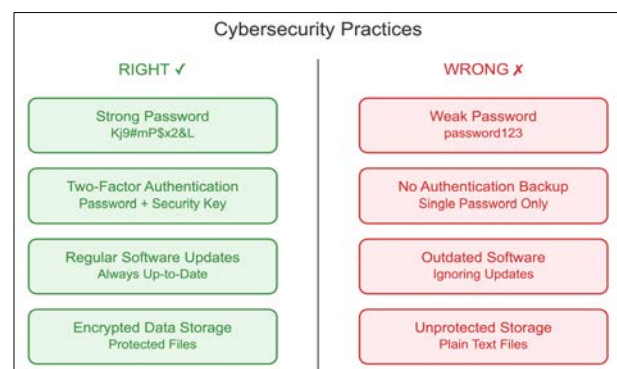 Cybersecurity Practices
RIGHT ✓
WRONG ✗
Strong Password
Kj9#mP$x2&L
Weak Password
password123
Two-Factor Authentication
Password + Security Key
No Authentication Backup
Single Password Only
Regular Software Updates
Always Up-to-Date
Outdated Software
Ignoring Updates
Encrypted Data Storage
Protected Files
Unprotected Storage
Plain Text Files